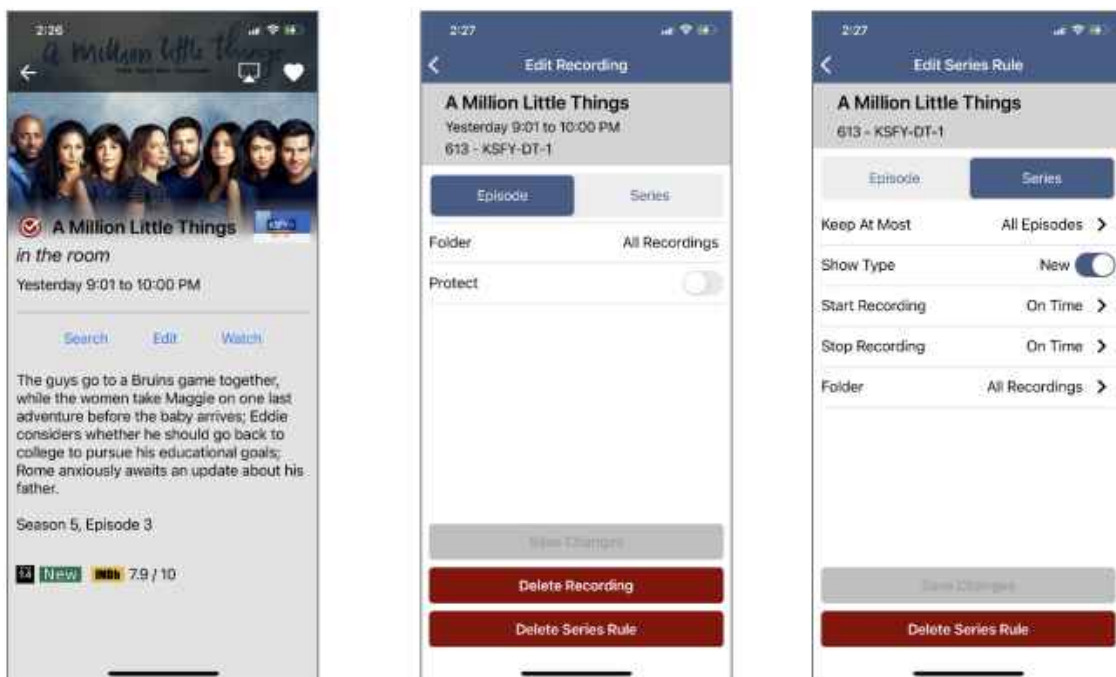 2:26
a million little things
A Million Little Things
KSFY
in the room
Yesterday 9:01 to 10:00 PM
Search Edit Watch
The guys go to a Bruins game together,
while the women take Maggie on one last
adventure before the baby arrives; Eddie
considers whether he should go back to
college to pursue his educational goals;
Rome anxiously awaits an update about his
father.
Season 5, Episode 3
14 New IMDb 7.9 / 10
2:27
Edit Recording
A Million Little Things
Yesterday 9:01 to 10:00 PM
613 - KSFY-DT-1
Episode Series
Folder All Recordings
Protect
Save Changes
Delete Recording
Delete Series Rule
2:27
Edit Series Rule
A Million Little Things
613 - KSFY-DT-1
Episode Series
Keep At Most All Episodes
Show Type New
Start Recording On Time
Stop Recording On Time
Folder All Recordings
Save Changes
Delete Series Rule